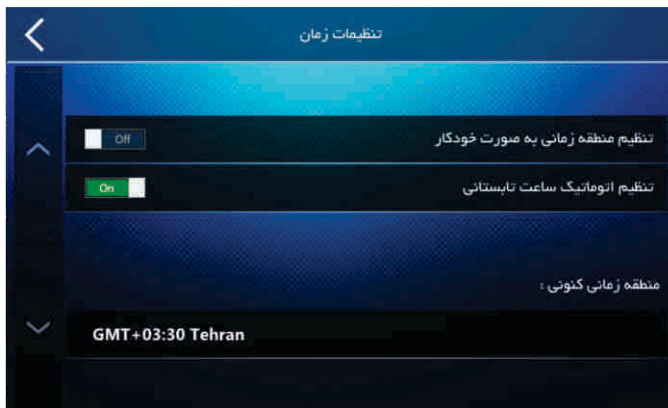 تنظیمات زمان
تنظیم منطقه زمانی به صورت خودکار
Off
تنظیم اتوماتیک ساعت تابستانی
On
منطقه زمانی کنونی :
GMT+03:30 Tehran